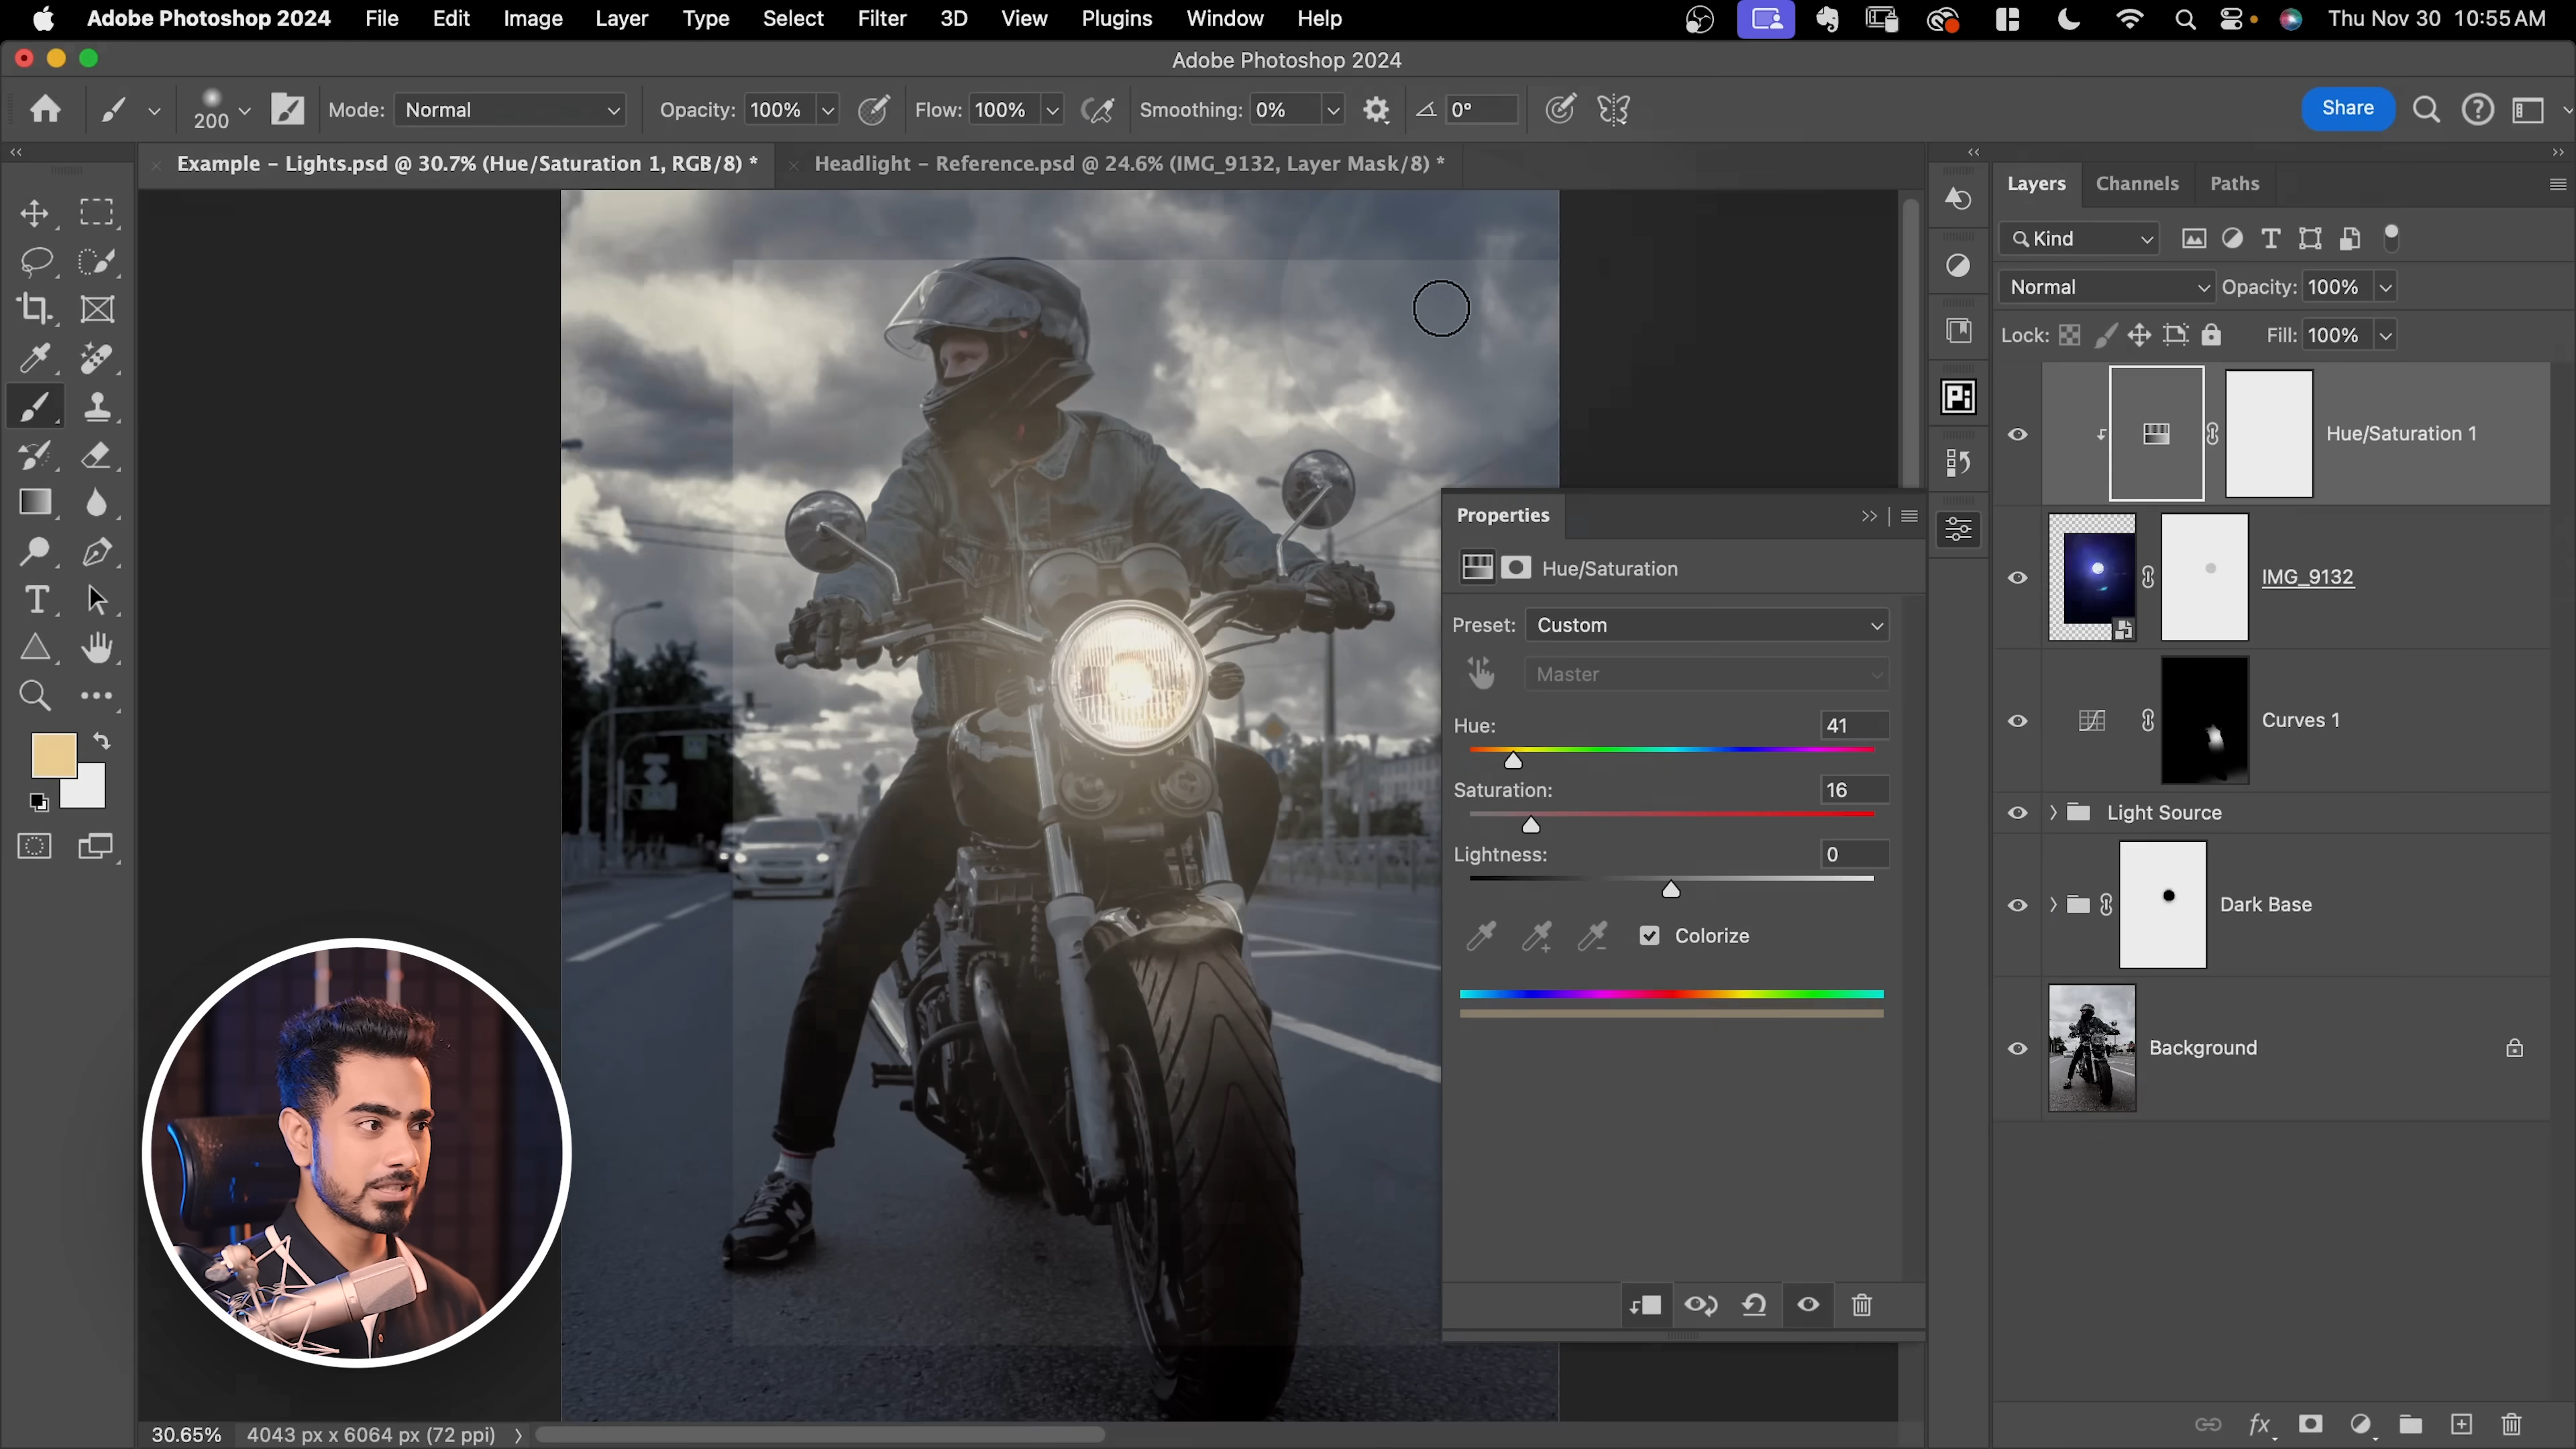 Adobe Photoshop 2024 File Edit Image Layer Type Select Filter 3D View Plugins Window Help Thu Nov 30 10:55 AM
Adobe Photoshop 2024
200 Mode: Normal Opacity: 100% Flow: 100% Smoothing: 0% 0° Share
Example – Lights.psd @ 30.7% (Hue/Saturation 1, RGB/8) * Headlight – Reference.psd @ 24.6% (IMG_9132, Layer Mask/8) *
Layers Channels Paths
Kind
Normal Opacity: 100%
Lock: Fill: 100%
Pi
Hue/Saturation 1
IMG_9132
Curves 1
Light Source
Dark Base
Background
Properties
Hue/Saturation
Preset: Custom
Master
Hue: 41
Saturation: 16
Lightness: 0
Colorize
30.65% 4043 px x 6064 px (72 ppi)